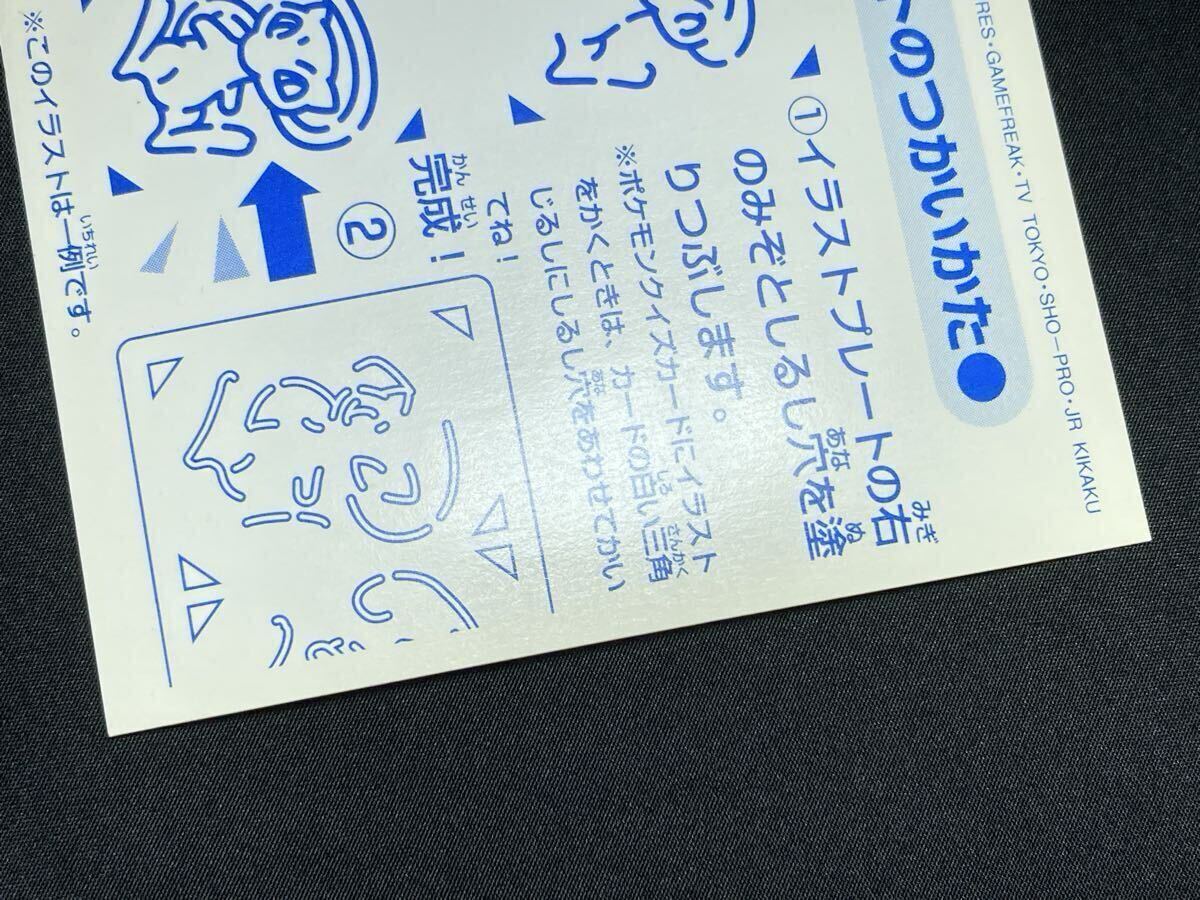 RES・GAMEFREAK・TV TOKYO・SHO-PRO・JR KIKAKU
トのつかいかた●
①イラストプレートの右
のみぞとしるし穴を塗
りつぶします。
※ポケモンクイズカードにイラスト
をかくときは、カードの白い三角
じるしにしるし穴をあわせてかい
てね!
②
完成!
※このイラストは一例です。